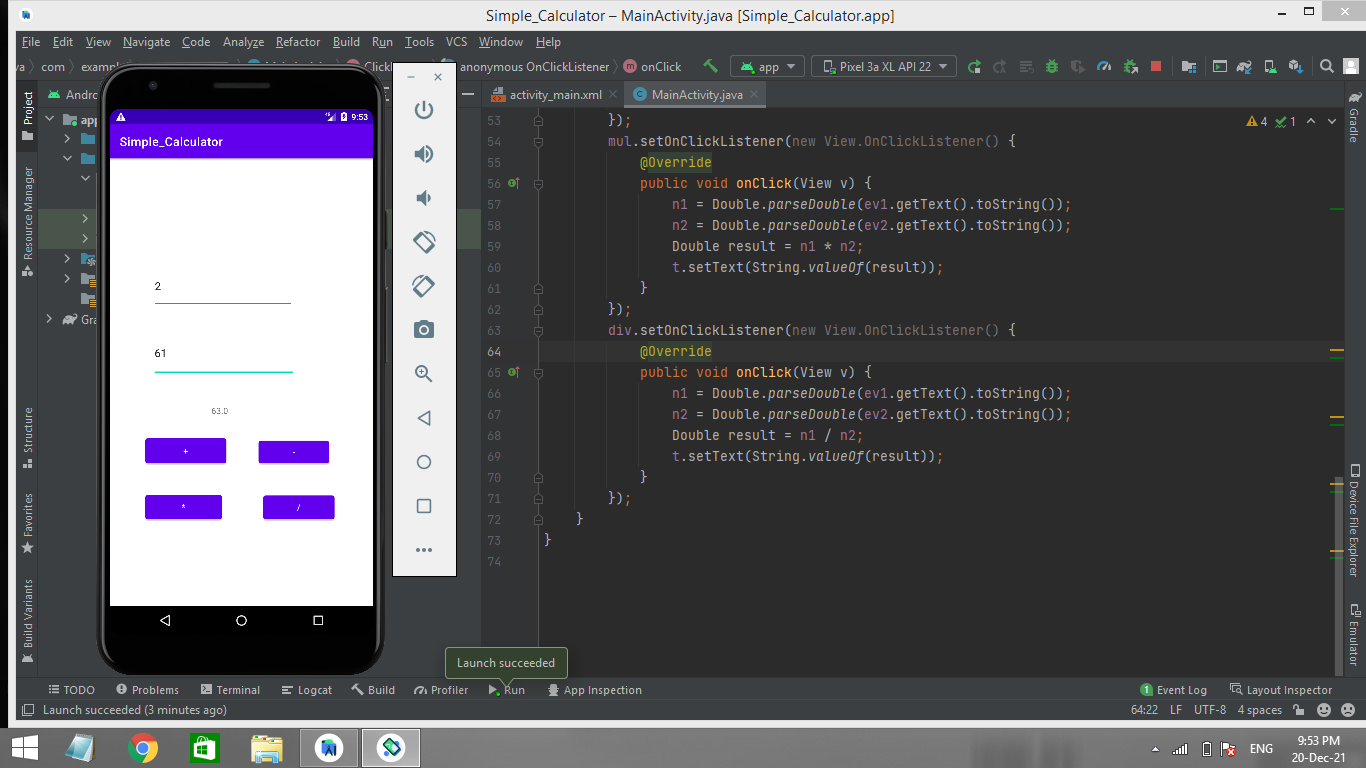 Simple_Calculator – MainActivity.java [Simple_Calculator.app]
File Edit View Navigate Code Analyze Refactor Build Run Tools VCS Window Help
com
anonymous OnClickListener
onClick
app
Pixel 3a XL API 22
Project
Resource Manager
Structure
Favorites
Build Variants
9:53
Simple_Calculator
2
61
63.0
+
-
*
/
activity_main.xml
MainActivity.java
4
1
53 });
54 mul.setOnClickListener(new View.OnClickListener() {
55 @Override
56 public void onClick(View v) {
57 n1 = Double.parseDouble(ev1.getText().toString());
58 n2 = Double.parseDouble(ev2.getText().toString());
59 Double result = n1 * n2;
60 t.setText(String.valueOf(result));
61 }
62 });
63 div.setOnClickListener(new View.OnClickListener() {
64 @Override
65 public void onClick(View v) {
66 n1 = Double.parseDouble(ev1.getText().toString());
67 n2 = Double.parseDouble(ev2.getText().toString());
68 Double result = n1 / n2;
69 t.setText(String.valueOf(result));
70 }
71 });
72 }
73 }
74
Gradle
Device File Explorer
Emulator
Launch succeeded
TODO Problems Terminal Logcat Build Profiler Run App Inspection
1 Event Log Layout Inspector
Launch succeeded (3 minutes ago)
64:22 LF UTF-8 4 spaces
ENG
9:53 PM
20-Dec-21